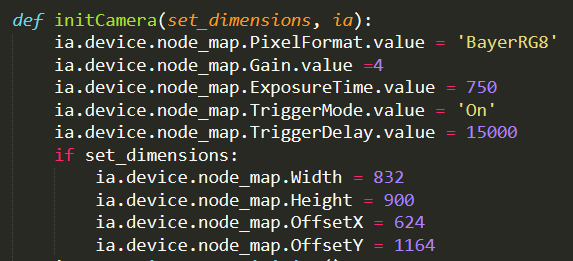 def initCamera(set_dimensions, ia):
    ia.device.node_map.PixelFormat.value = 'BayerRG8'
    ia.device.node_map.Gain.value =4
    ia.device.node_map.ExposureTime.value = 750
    ia.device.node_map.TriggerMode.value = 'On'
    ia.device.node_map.TriggerDelay.value = 15000
    if set_dimensions:
        ia.device.node_map.Width = 832
        ia.device.node_map.Height = 900
        ia.device.node_map.OffsetX = 624
        ia.device.node_map.OffsetY = 1164